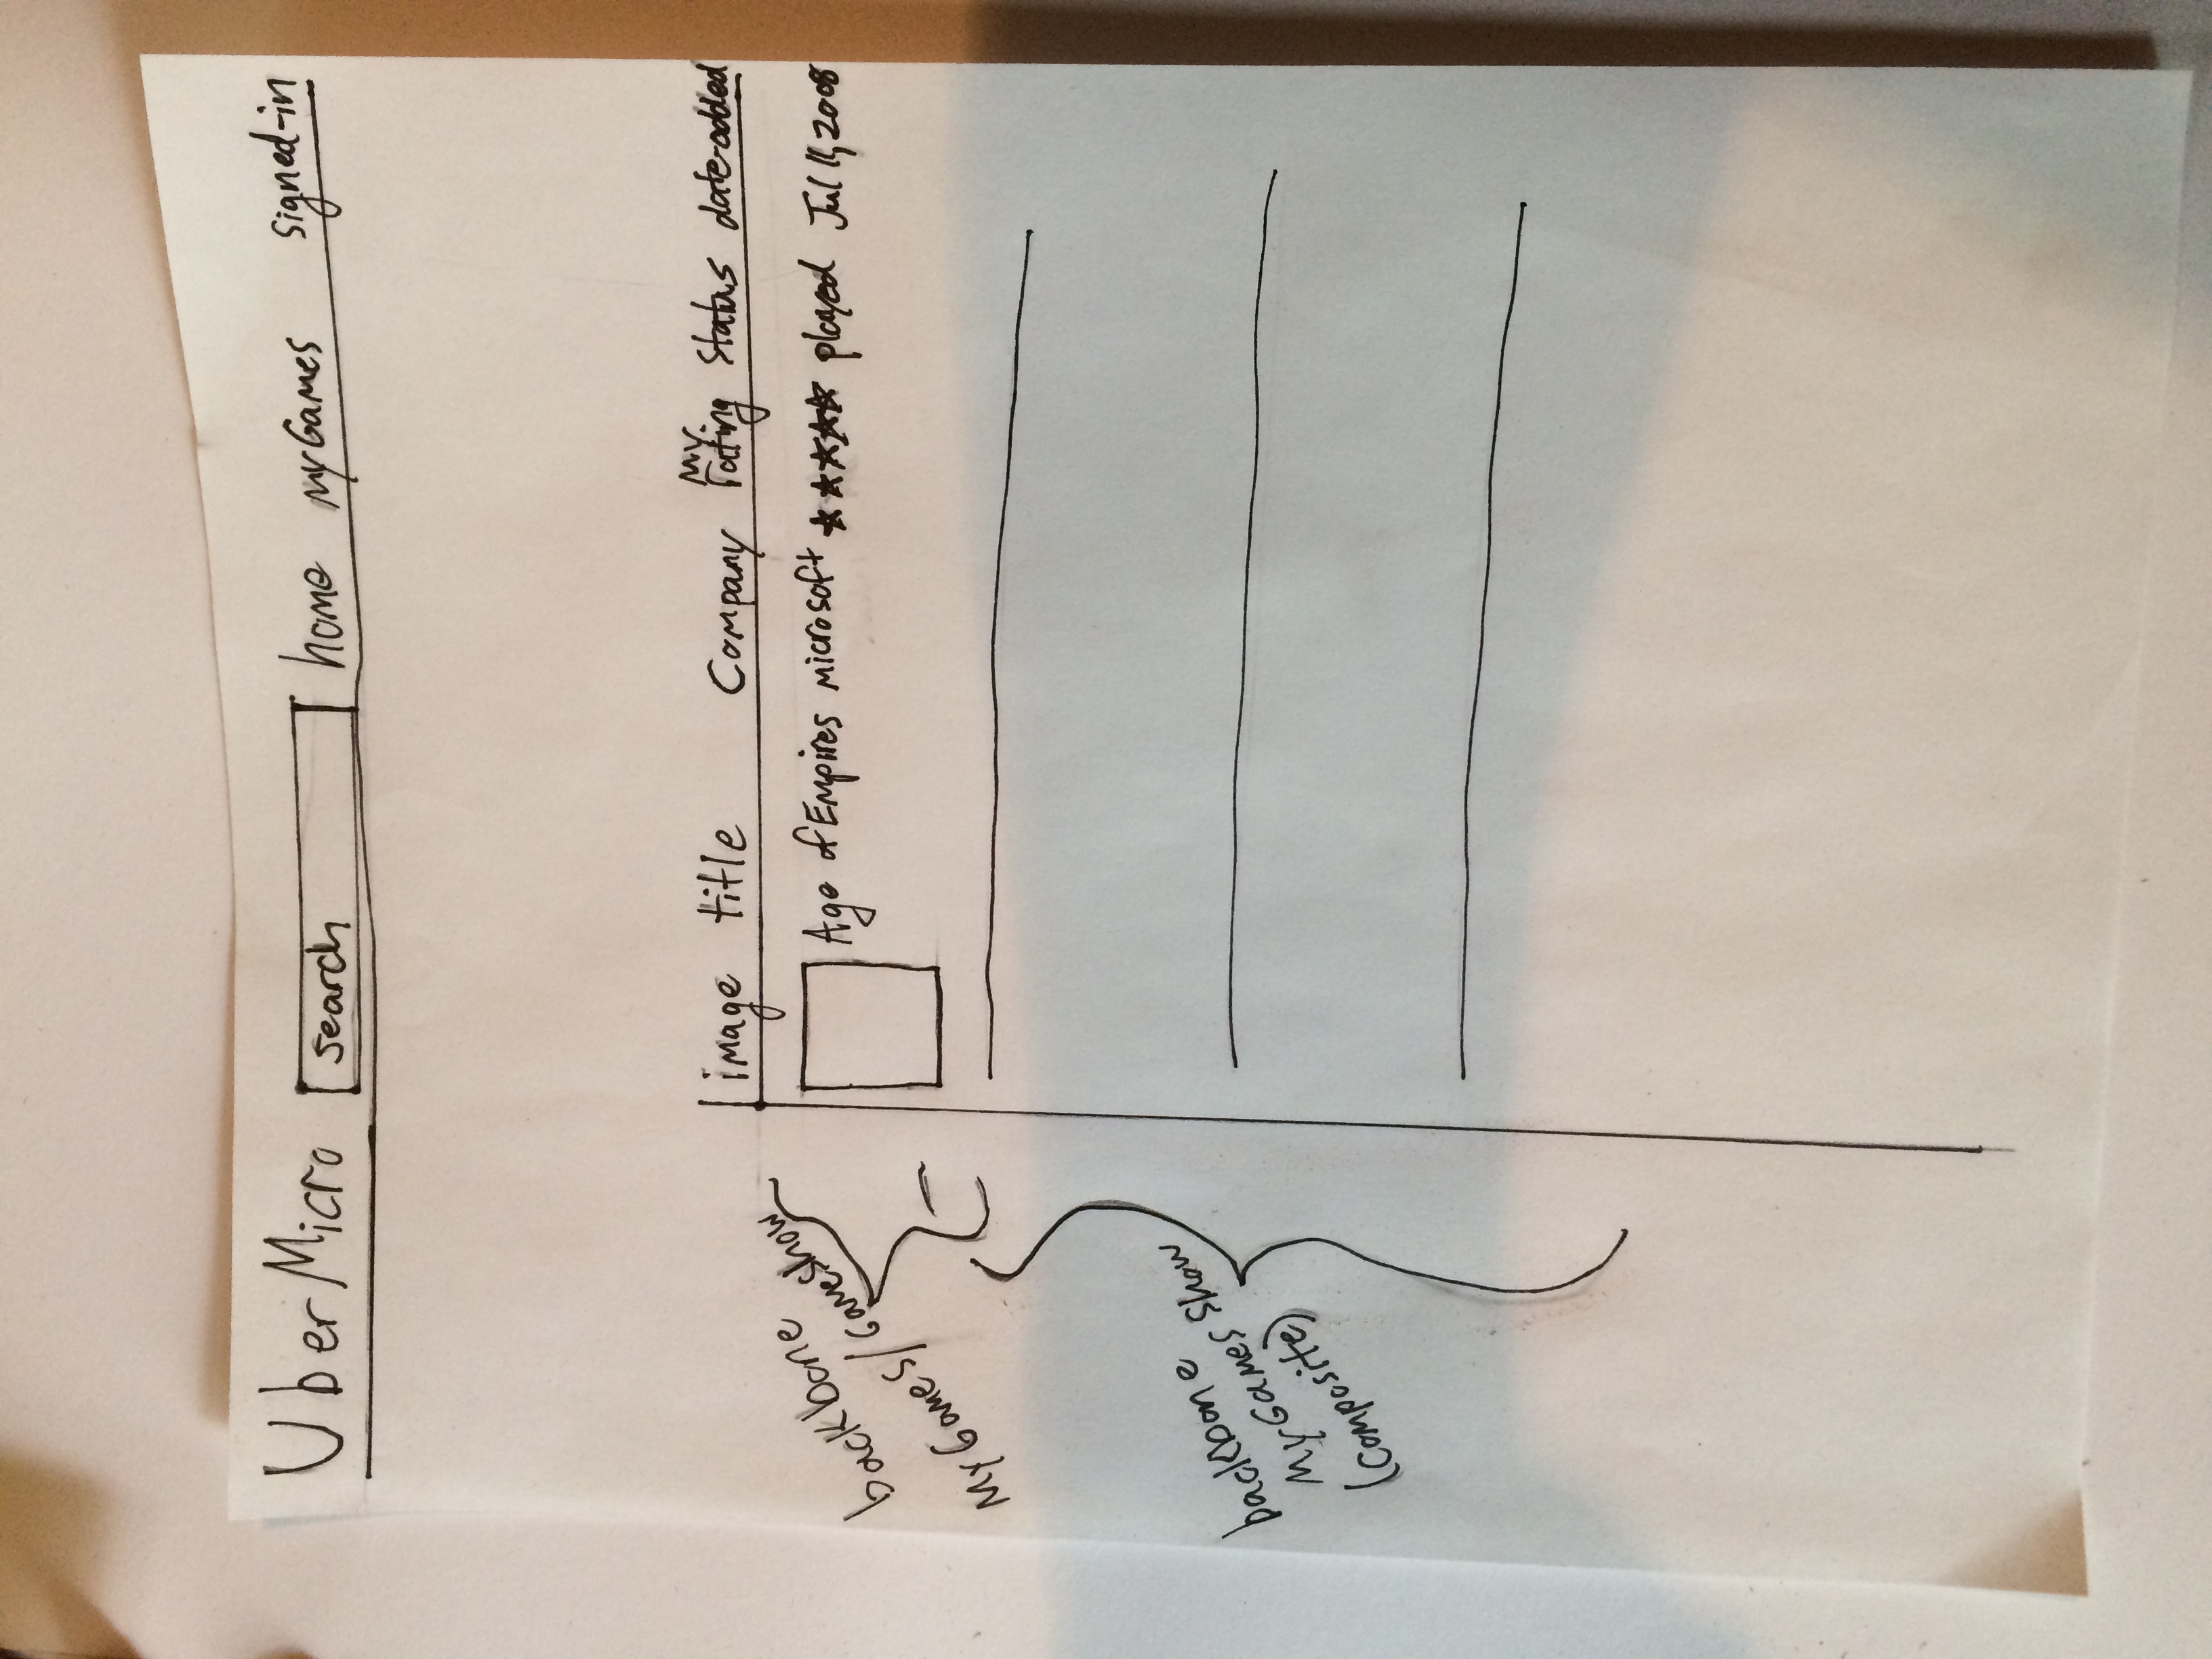 UberMicro search home myGames signed-in
image title Company my rating status date-added
Age of Empires microsoft ★★★★★ played Jul 11, 2008
backbone
MyGames/Gameshow
backbone
MyGames show
(composite)